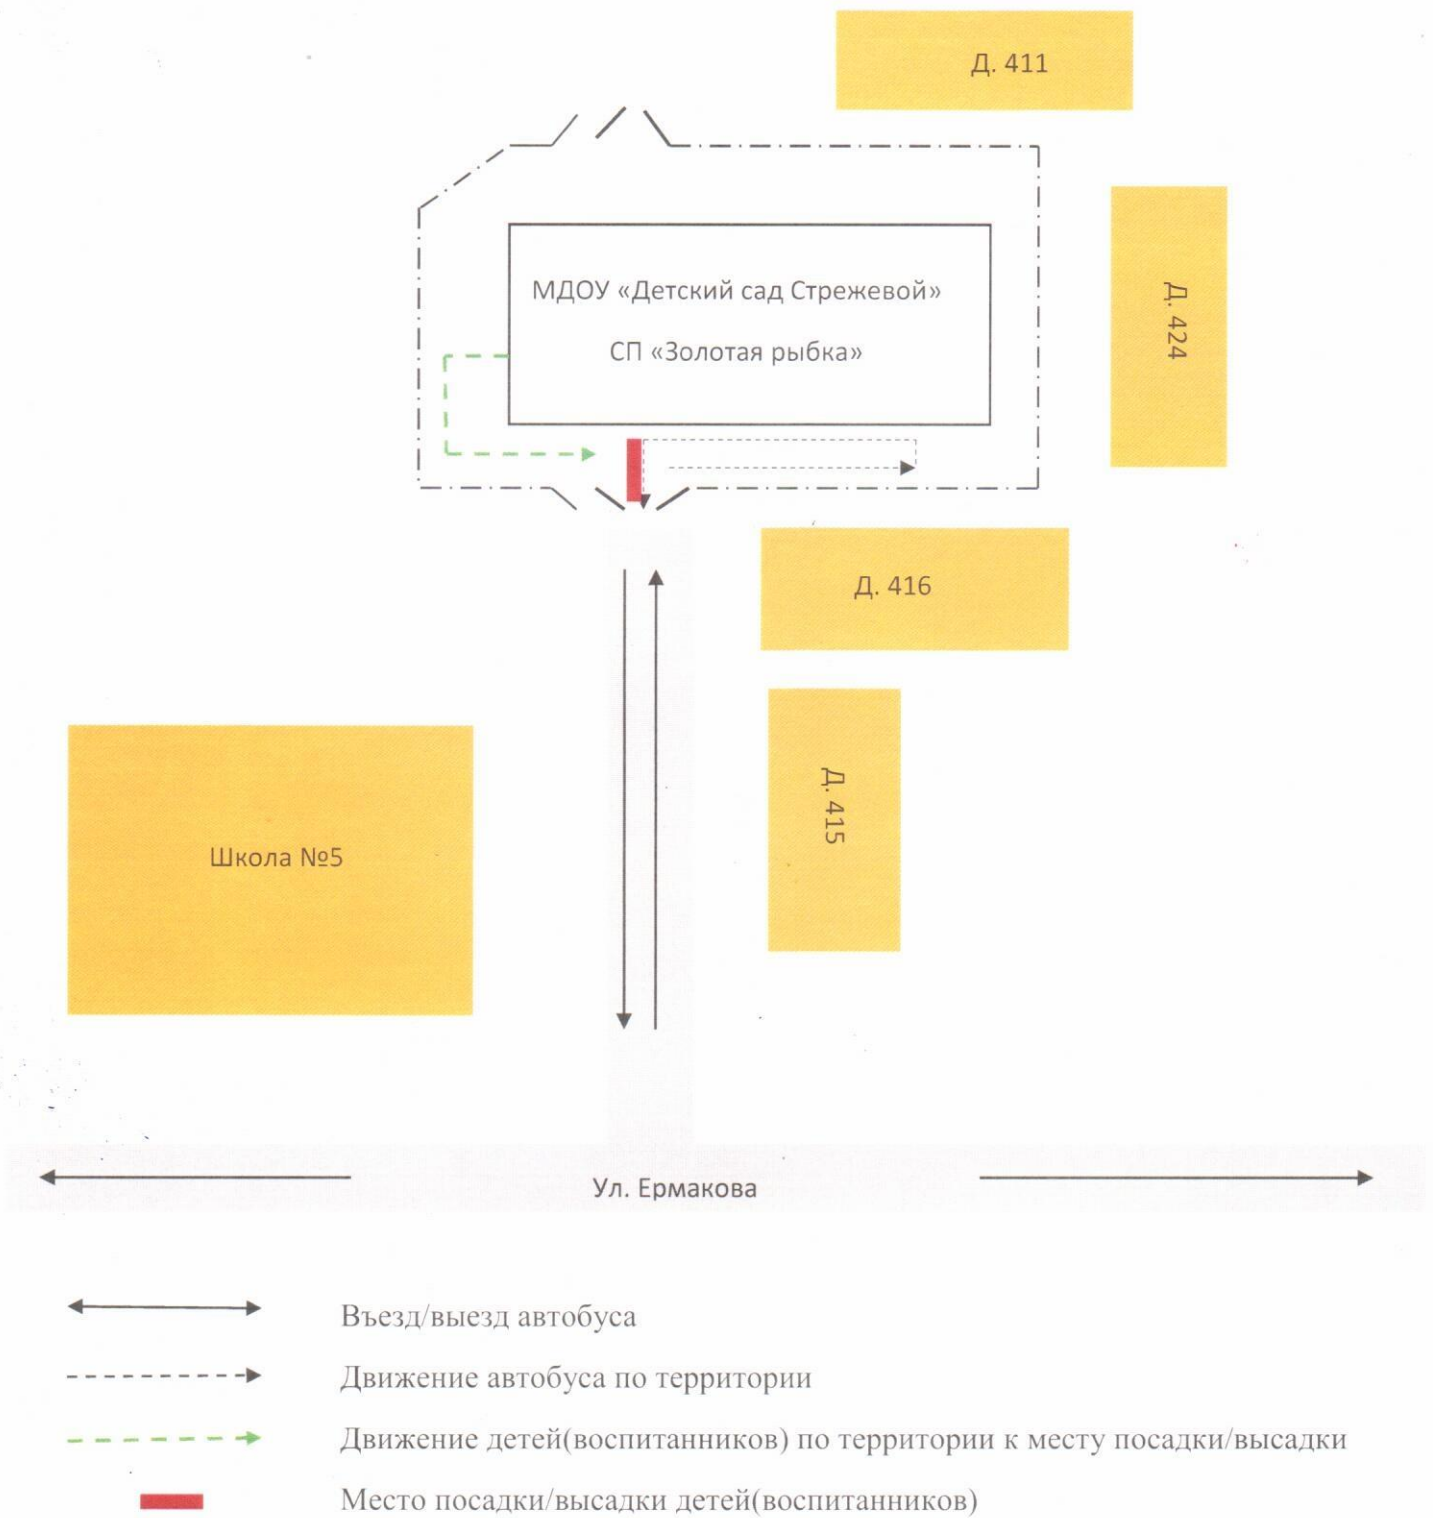 Д. 411
Д. 424
МДОУ «Детский сад Стрежевой»
СП «Золотая рыбка»
Д. 416
Д. 415
Школа №5
Ул. Ермакова
Въезд/выезд автобуса
Движение автобуса по территории
Движение детей(воспитанников) по территории к месту посадки/высадки
Место посадки/высадки детей(воспитанников)